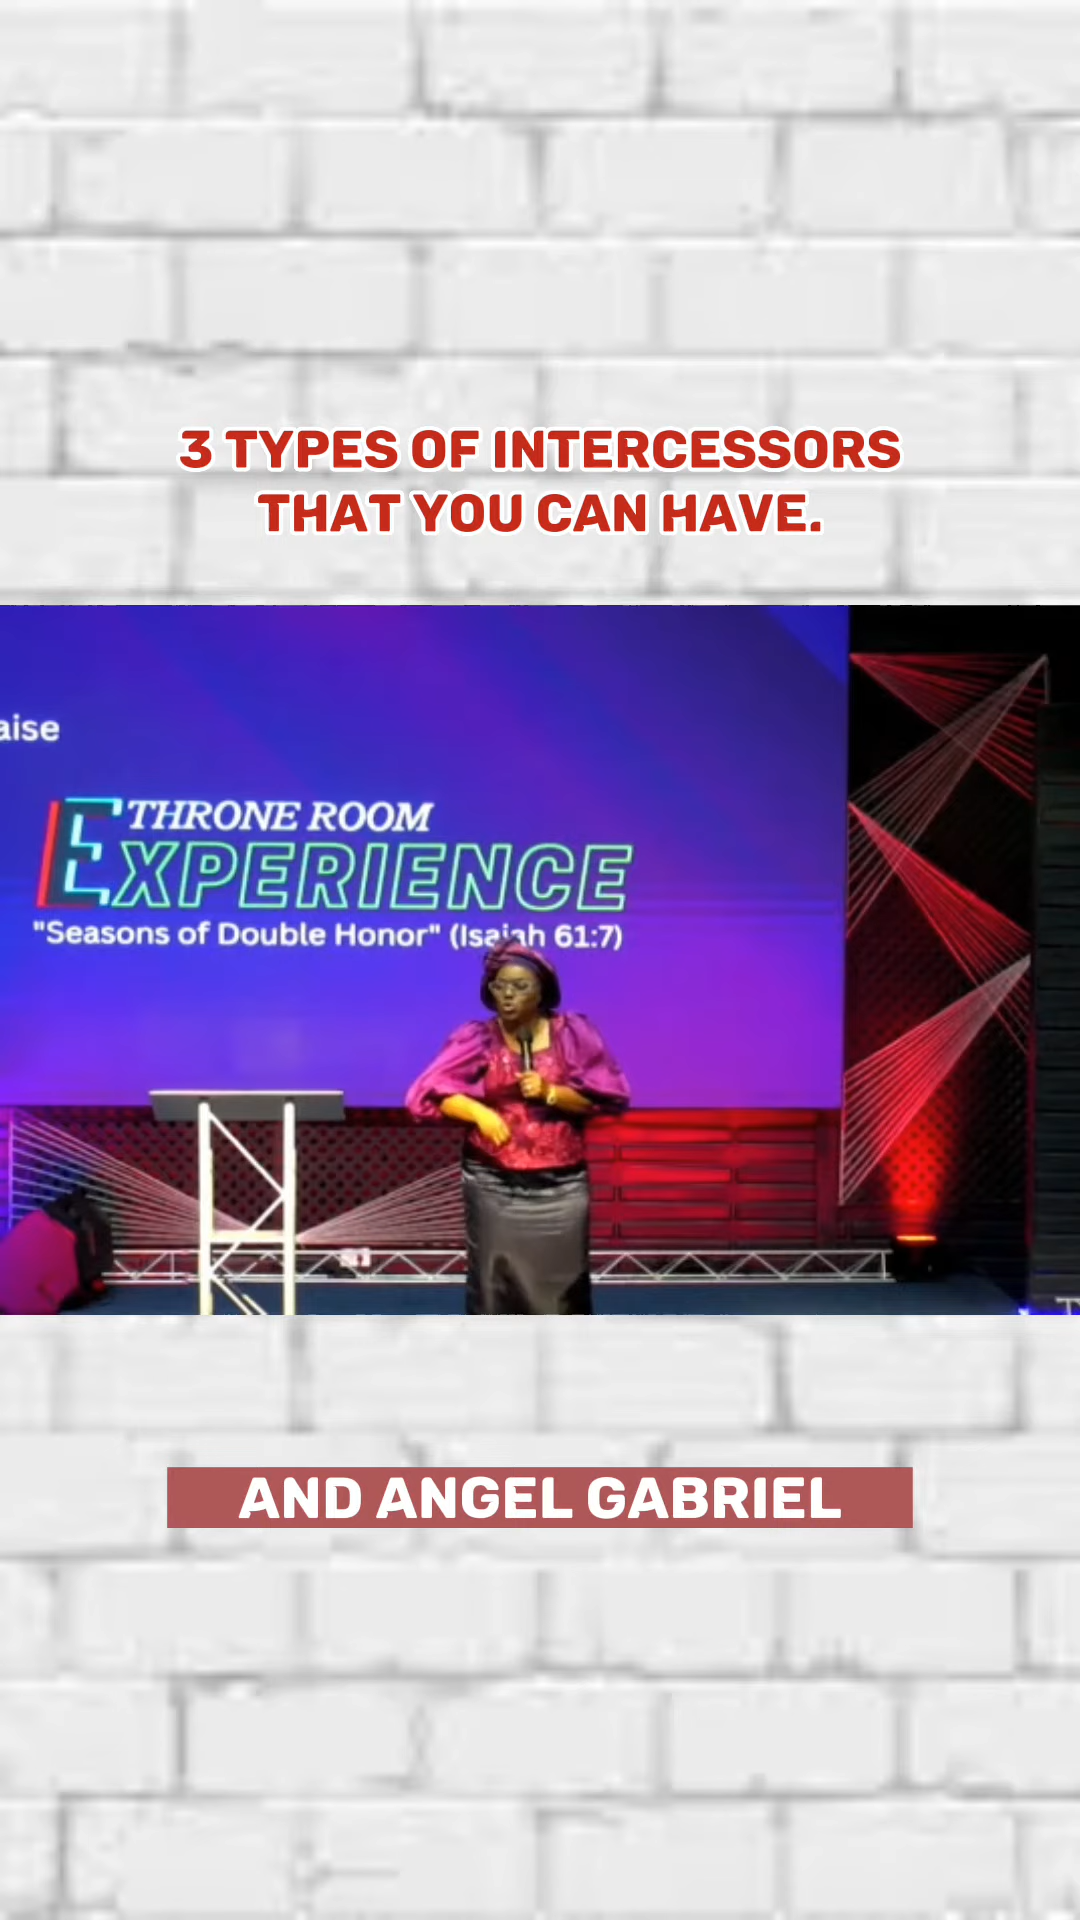 3 TYPES OF INTERCESSORS
THAT YOU CAN HAVE.
aise
THRONE ROOM
EXPERIENCE
"Seasons of Double Honor" (Isaiah 61:7)
AND ANGEL GABRIEL